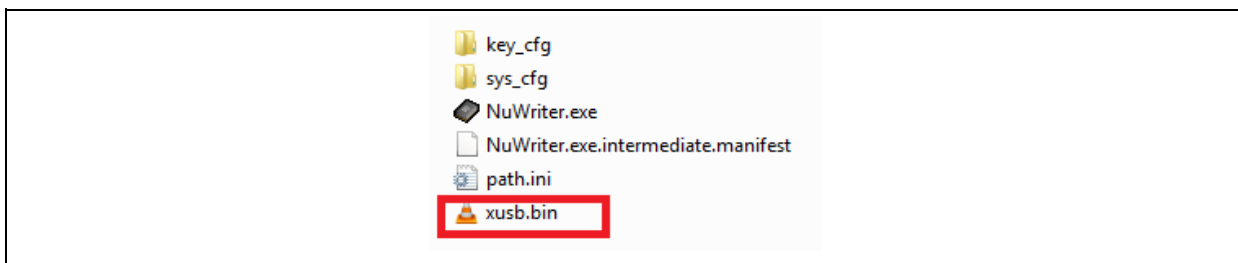 key_cfg
sys_cfg
NuWriter.exe
NuWriter.exe.intermediate.manifest
path.ini
xusb.bin